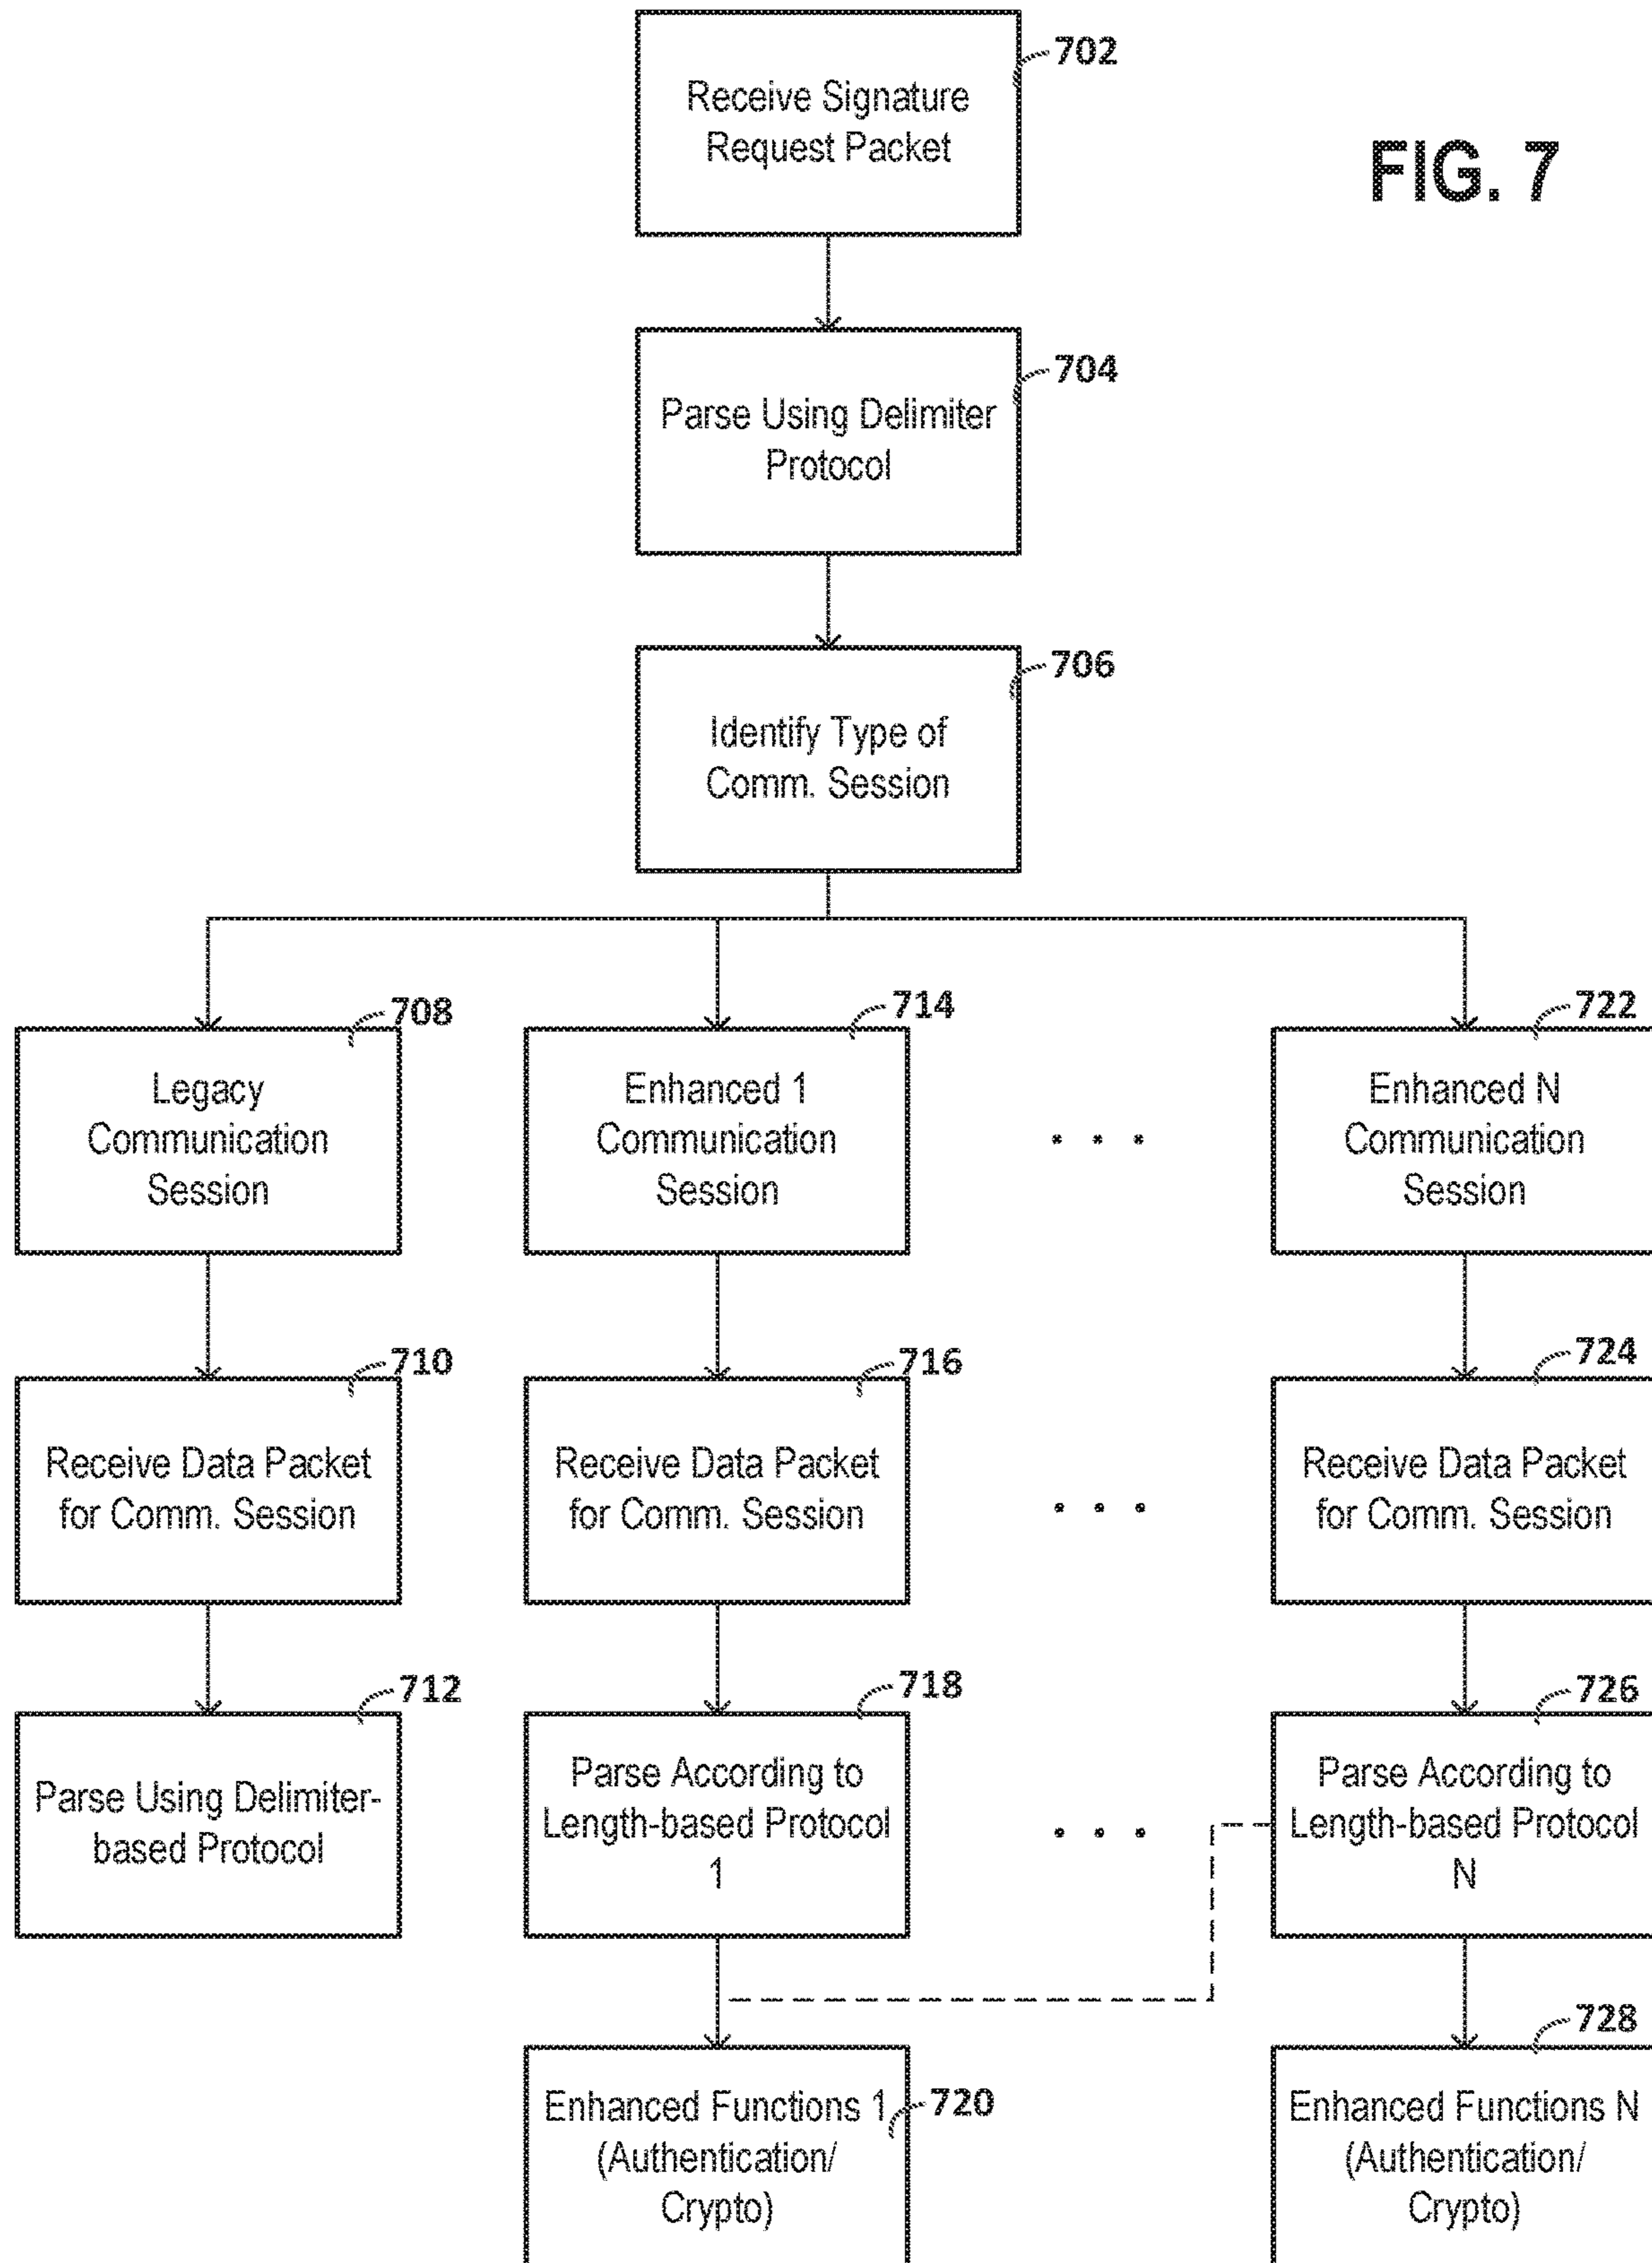 702
Receive Signature
Request Packet
FIG. 7
704
Parse Using Delimiter
Protocol
706
Identify Type of
Comm. Session
708
Legacy
Communication
Session
714
Enhanced 1
Communication
Session
. . .
722
Enhanced N
Communication
Session
710
Receive Data Packet
for Comm. Session
716
Receive Data Packet
for Comm. Session
. . .
724
Receive Data Packet
for Comm. Session
712
Parse Using Delimiter-
based Protocol
718
Parse According to
Length-based Protocol
1
. . .
726
Parse According to
Length-based Protocol
N
720
Enhanced Functions 1
(Authentication/
Crypto)
728
Enhanced Functions N
(Authentication/
Crypto)